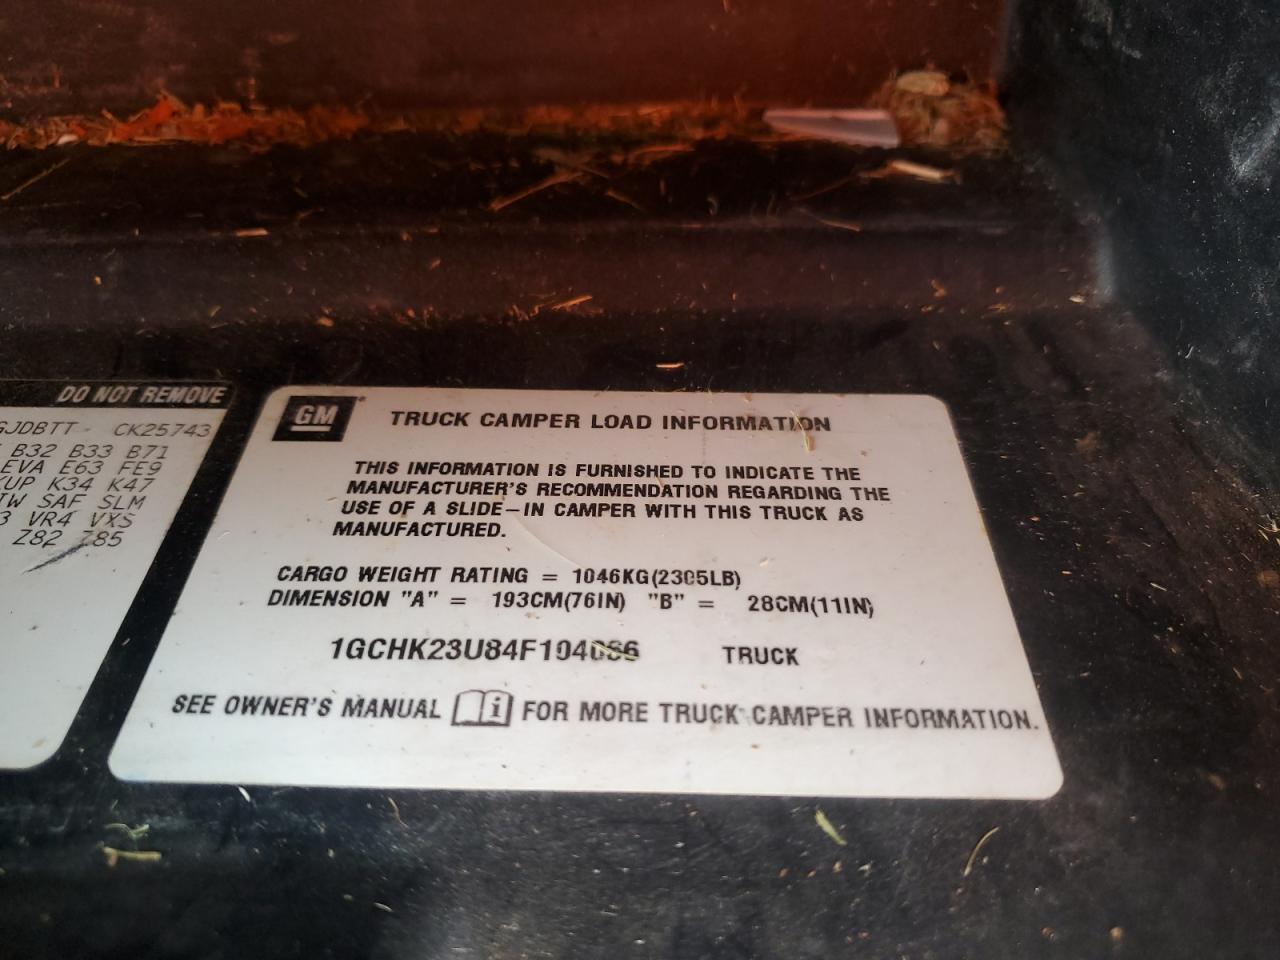 DO NOT REMOVE
CK25743
B32 B33 B71
EVA E63 FE9
K34 K47
SAF SLM
VR4 VXS
Z82 Z85
GM
TRUCK CAMPER LOAD INFORMATION
THIS INFORMATION IS FURNISHED TO INDICATE THE
MANUFACTURER'S RECOMMENDATION REGARDING THE
USE OF A SLIDE-IN CAMPER WITH THIS TRUCK AS
MANUFACTURED.
CARGO WEIGHT RATING = 1046KG(2305LB)
DIMENSION "A" = 193CM(76IN) "B" = 28CM(11IN)
TRUCK
SEE OWNER'S MANUAL i FOR MORE TRUCK CAMPER INFORMATION.